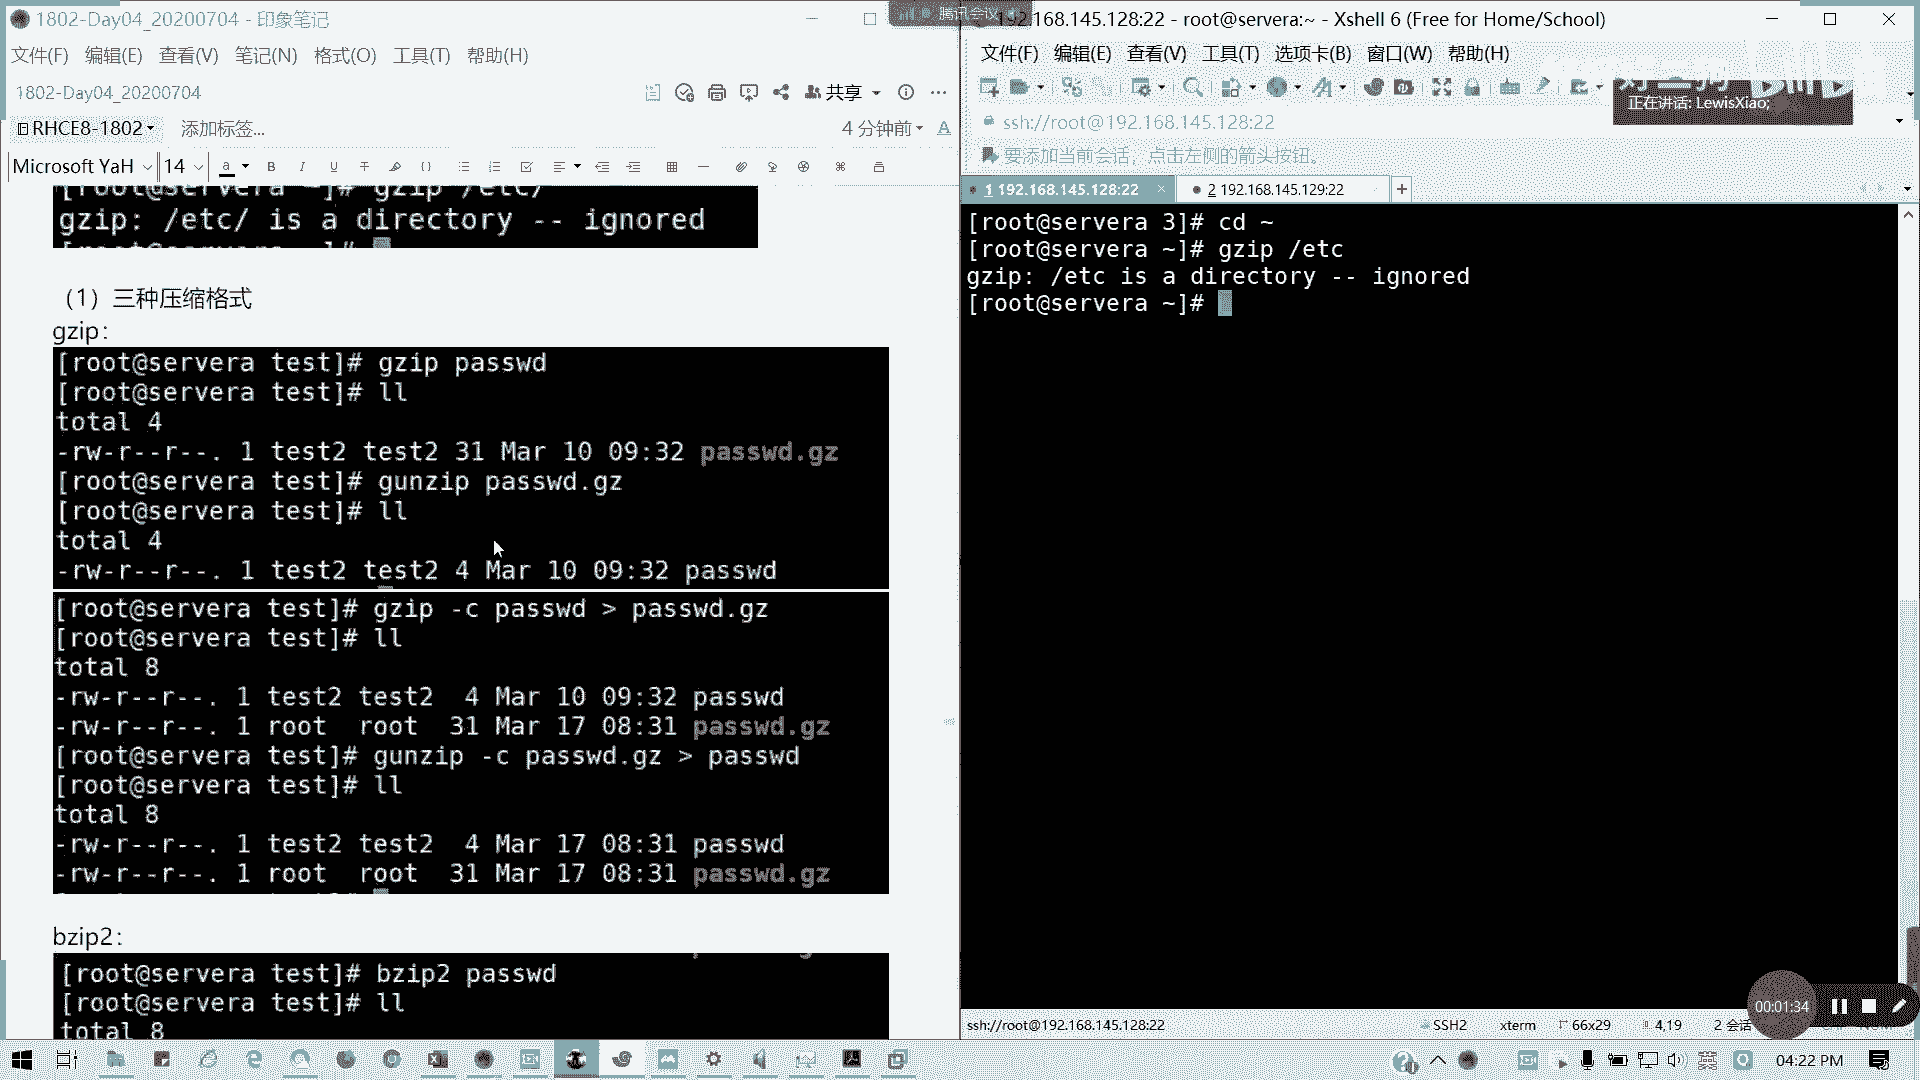 1802-Day04_20200704 - 印象笔记
文件(F) 编辑(E) 查看(V) 笔记(N) 格式(O) 工具(T) 帮助(H)
1802-Day04_20200704
共享
RHCE8-1802
添加标签...
4 分钟前
Microsoft YaH 14
[root@servera ~]# gzip /etc/
gzip: /etc/ is a directory -- ignored
（1）三种压缩格式
gzip：
[root@servera test]# gzip passwd
[root@servera test]# ll
total 4
-rw-r--r--. 1 test2 test2 31 Mar 10 09:32 passwd.gz
[root@servera test]# gunzip passwd.gz
[root@servera test]# ll
total 4
-rw-r--r--. 1 test2 test2 4 Mar 10 09:32 passwd
[root@servera test]# gzip -c passwd > passwd.gz
[root@servera test]# ll
total 8
-rw-r--r--. 1 test2 test2  4 Mar 10 09:32 passwd
-rw-r--r--. 1 root  root  31 Mar 17 08:31 passwd.gz
[root@servera test]# gunzip -c passwd.gz > passwd
[root@servera test]# ll
total 8
-rw-r--r--. 1 test2 test2  4 Mar 17 08:31 passwd
-rw-r--r--. 1 root  root  31 Mar 17 08:31 passwd.gz
bzip2：
[root@servera test]# bzip2 passwd
[root@servera test]# ll
total 8
腾讯会议
192.168.145.128:22 - root@servera:~ - Xshell 6 (Free for Home/School)
文件(F) 编辑(E) 查看(V) 工具(T) 选项卡(B) 窗口(W) 帮助(H)
正在讲话: LewisXiao;
ssh://root@192.168.145.128:22
要添加当前会话，点击左侧的箭头按钮。
1 192.168.145.128:22
2 192.168.145.129:22
[root@servera 3]# cd ~
[root@servera ~]# gzip /etc
gzip: /etc is a directory -- ignored
[root@servera ~]#
00:01:34
ssh://root@192.168.145.128:22 SSH2 xterm 66x29 4,19 2 会话
04:22 PM